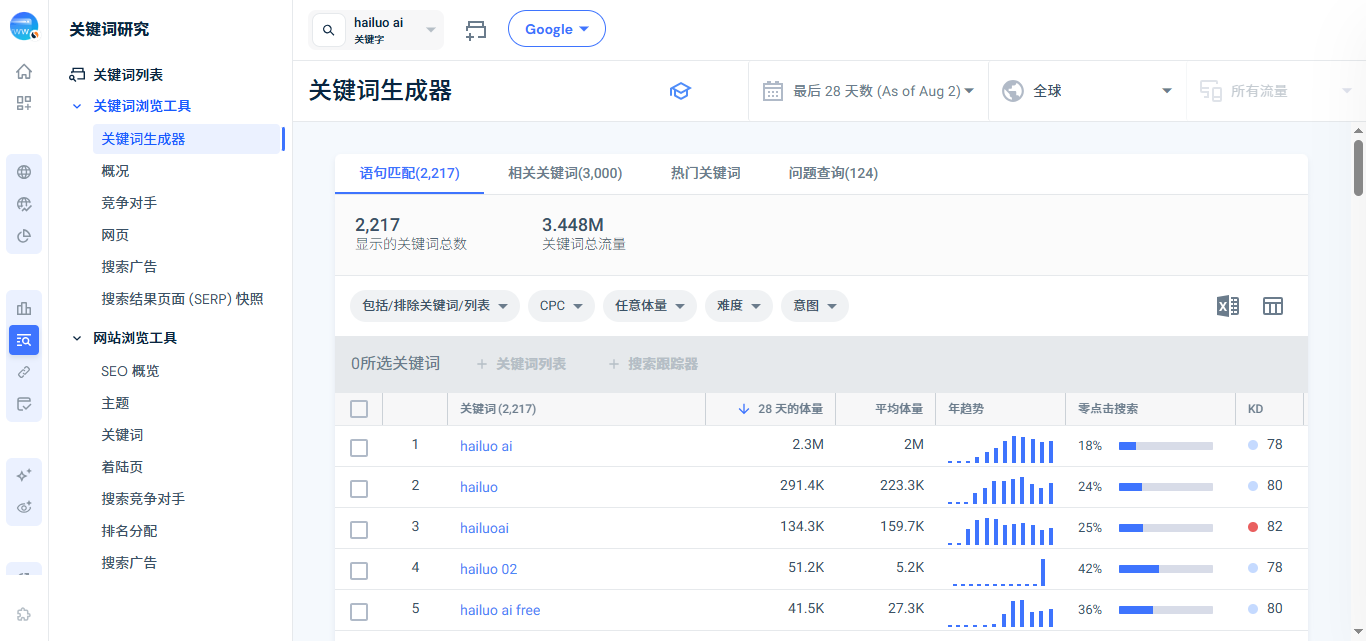 www
关键词研究
关键词列表
关键词浏览工具
关键词生成器
概况
竞争对手
网页
搜索广告
搜索结果页面 (SERP) 快照
网站浏览工具
SEO 概览
主题
关键词
着陆页
搜索竞争对手
排名分配
搜索广告
hailuo ai
关键字
Google
关键词生成器
最后 28 天数 (As of Aug 2)
全球
所有流量
语句匹配(2,217) 相关关键词(3,000) 热门关键词 问题查询(124)
2,217 3.448M
显示的关键词总数 关键词总流量
包括/排除关键词/列表 CPC 任意体量 难度 意图
0所选关键词 + 关键词列表 + 搜索跟踪器
关键词 (2,217) 28 天的体量 平均体量 年趋势 零点击搜索 KD
1 hailuo ai 2.3M 2M 18% 78
2 hailuo 291.4K 223.3K 24% 80
3 hailuoai 134.3K 159.7K 25% 82
4 hailuo 02 51.2K 5.2K 42% 78
5 hailuo ai free 41.5K 27.3K 36% 80